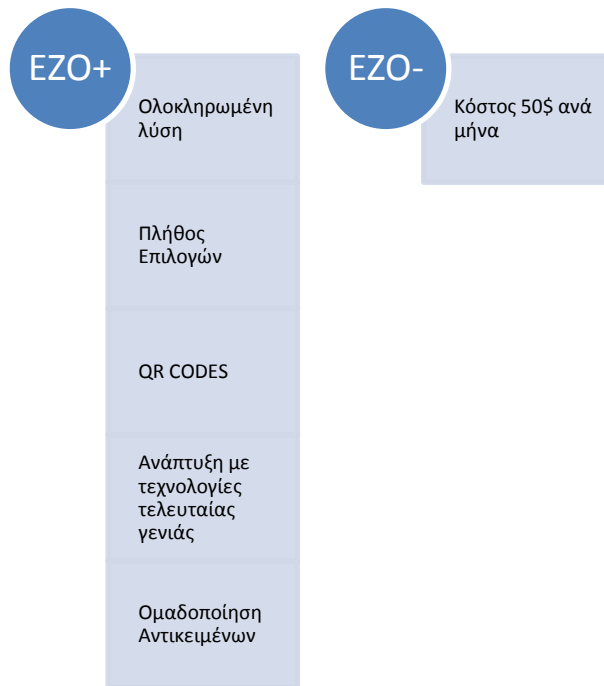 EZO+
Ολοκληρωμένη
λύση
Πλήθος
Επιλογών
QR CODES
Ανάπτυξη με
τεχνολογίες
τελευταίας
γενιάς
Ομαδοποίηση
Αντικειμένων
EZO-
Κόστος 50$ ανά
μήνα